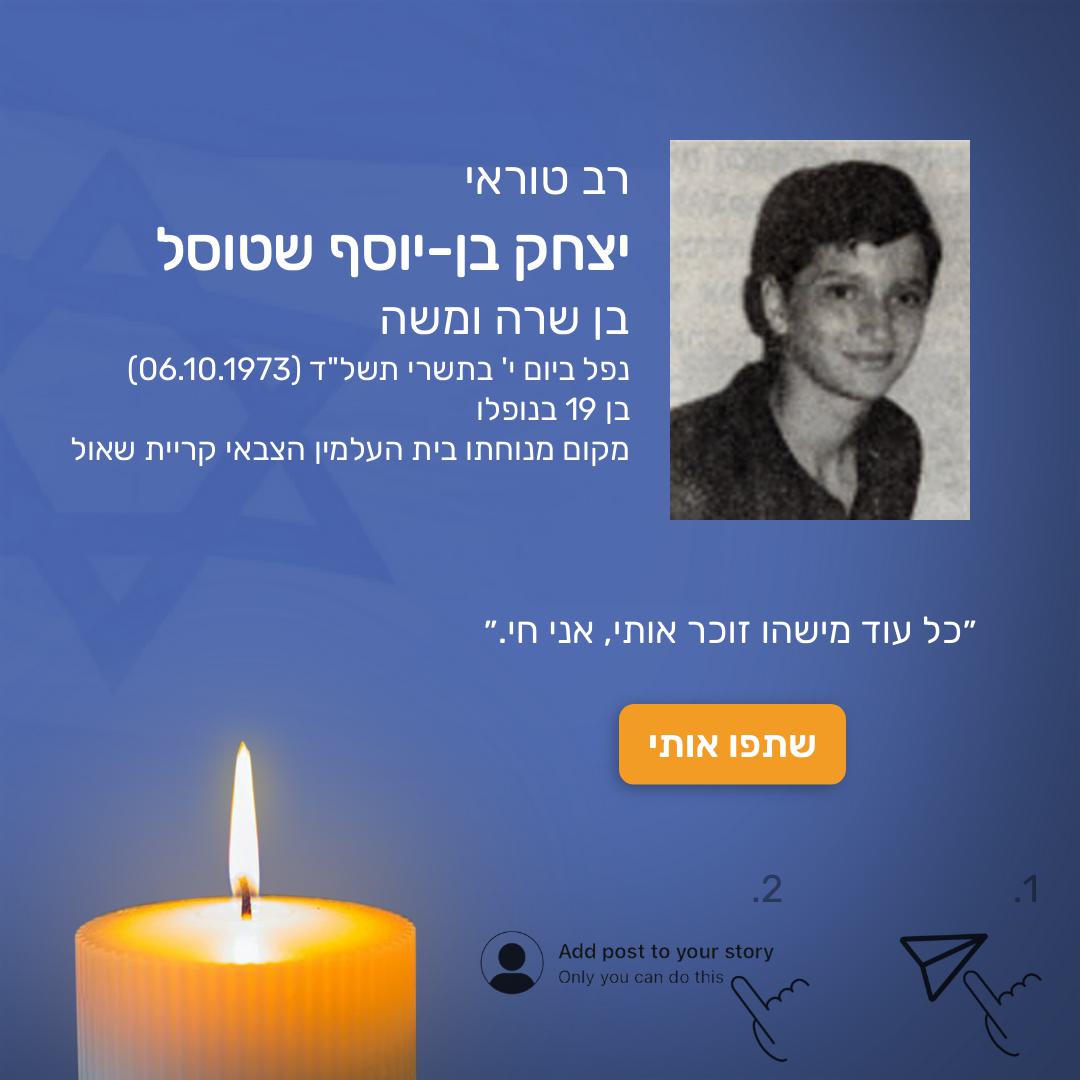 רב טוראי
יצחק בן-יוסף שטוסל
בן שרה ומשה
נפל ביום י' בתשרי תשל"ד (06.10.1973)
בן 19 בנופלו
מקום מנוחתו בית העלמין הצבאי קריית שאול
״כל עוד מישהו זוכר אותי, אני חי.״
שתפו אותי
.1
.2
Add post to your story
Only you can do this